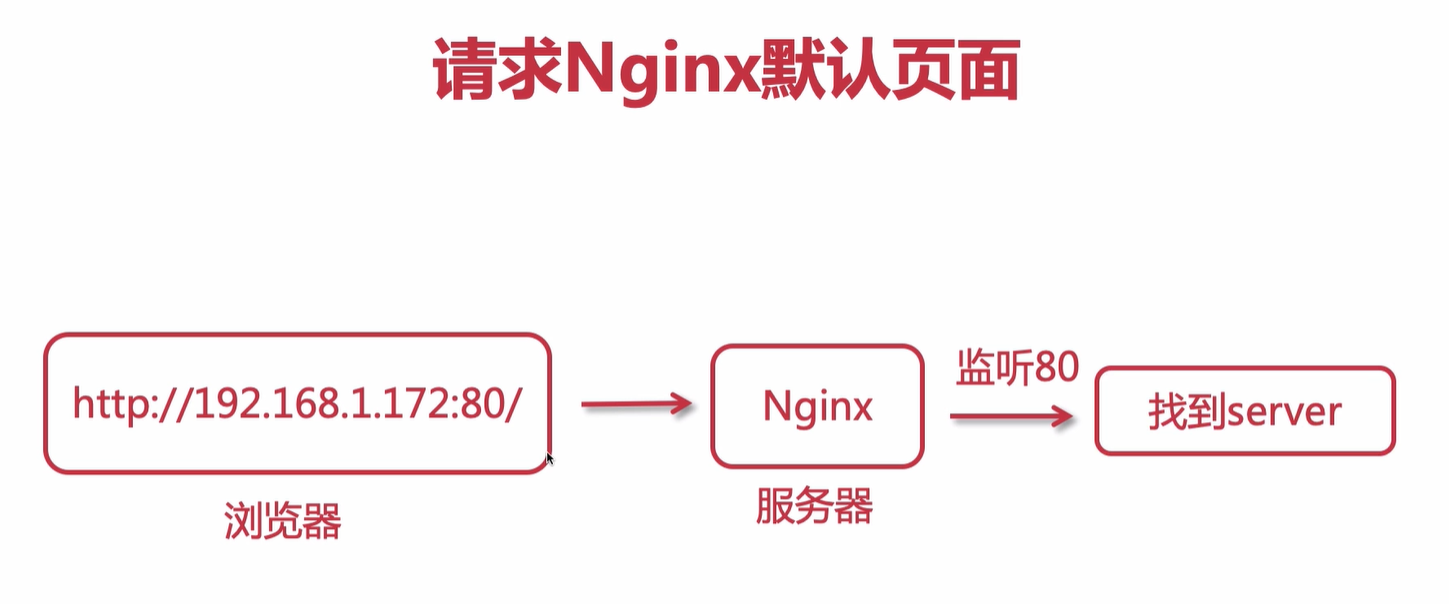 请求Nginx默认页面
http://192.168.1.172:80/
浏览器
Nginx
服务器
监听80
找到server